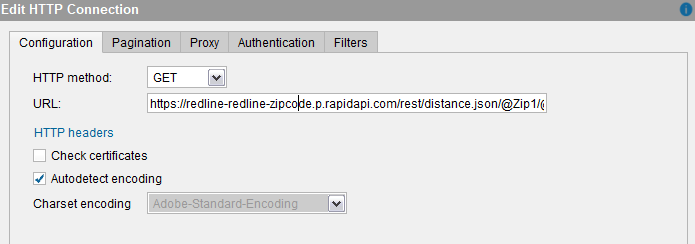 Edit HTTP Connection
Configuration Pagination Proxy Authentication Filters
HTTP method: GET
URL: https://redline-redline-zipcode.p.rapidapi.com/rest/distance.json/@Zip1/@
HTTP headers
Check certificates
Autodetect encoding
Charset encoding Adobe-Standard-Encoding